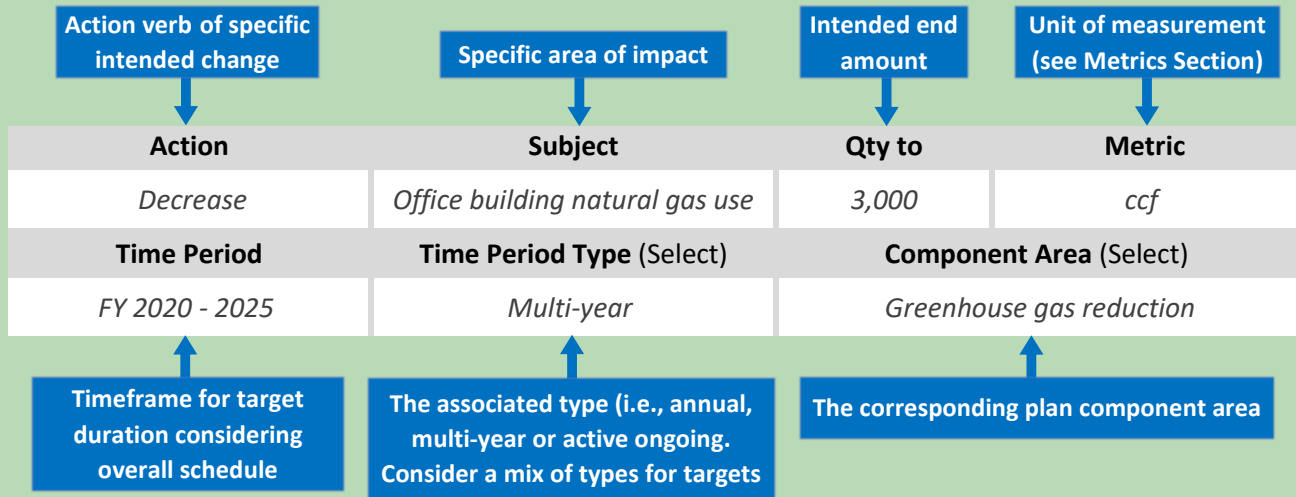 Action verb of specific
intended change
Specific area of impact
Intended end
amount
Unit of measurement
(see Metrics Section)
Action
Subject
Qty to
Metric
Decrease
Office building natural gas use
3,000
ccf
Time Period
Time Period Type (Select)
Component Area (Select)
FY 2020 - 2025
Multi-year
Greenhouse gas reduction
Timeframe for target
duration considering
overall schedule
The associated type (i.e., annual,
multi-year or active ongoing.
Consider a mix of types for targets
The corresponding plan component area